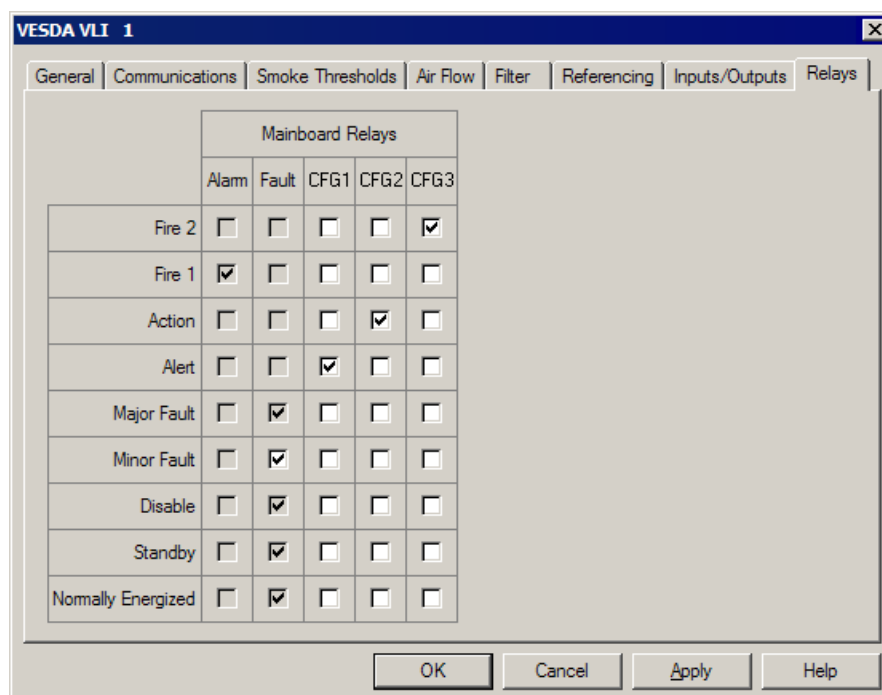 VESDA VLI 1
General Communications Smoke Thresholds Air Flow Filter Referencing Inputs/Outputs Relays
Mainboard Relays
Alarm Fault CFG1 CFG2 CFG3
Fire 2
Fire 1
Action
Alert
Major Fault
Minor Fault
Disable
Standby
Normally Energized
OK Cancel Apply Help